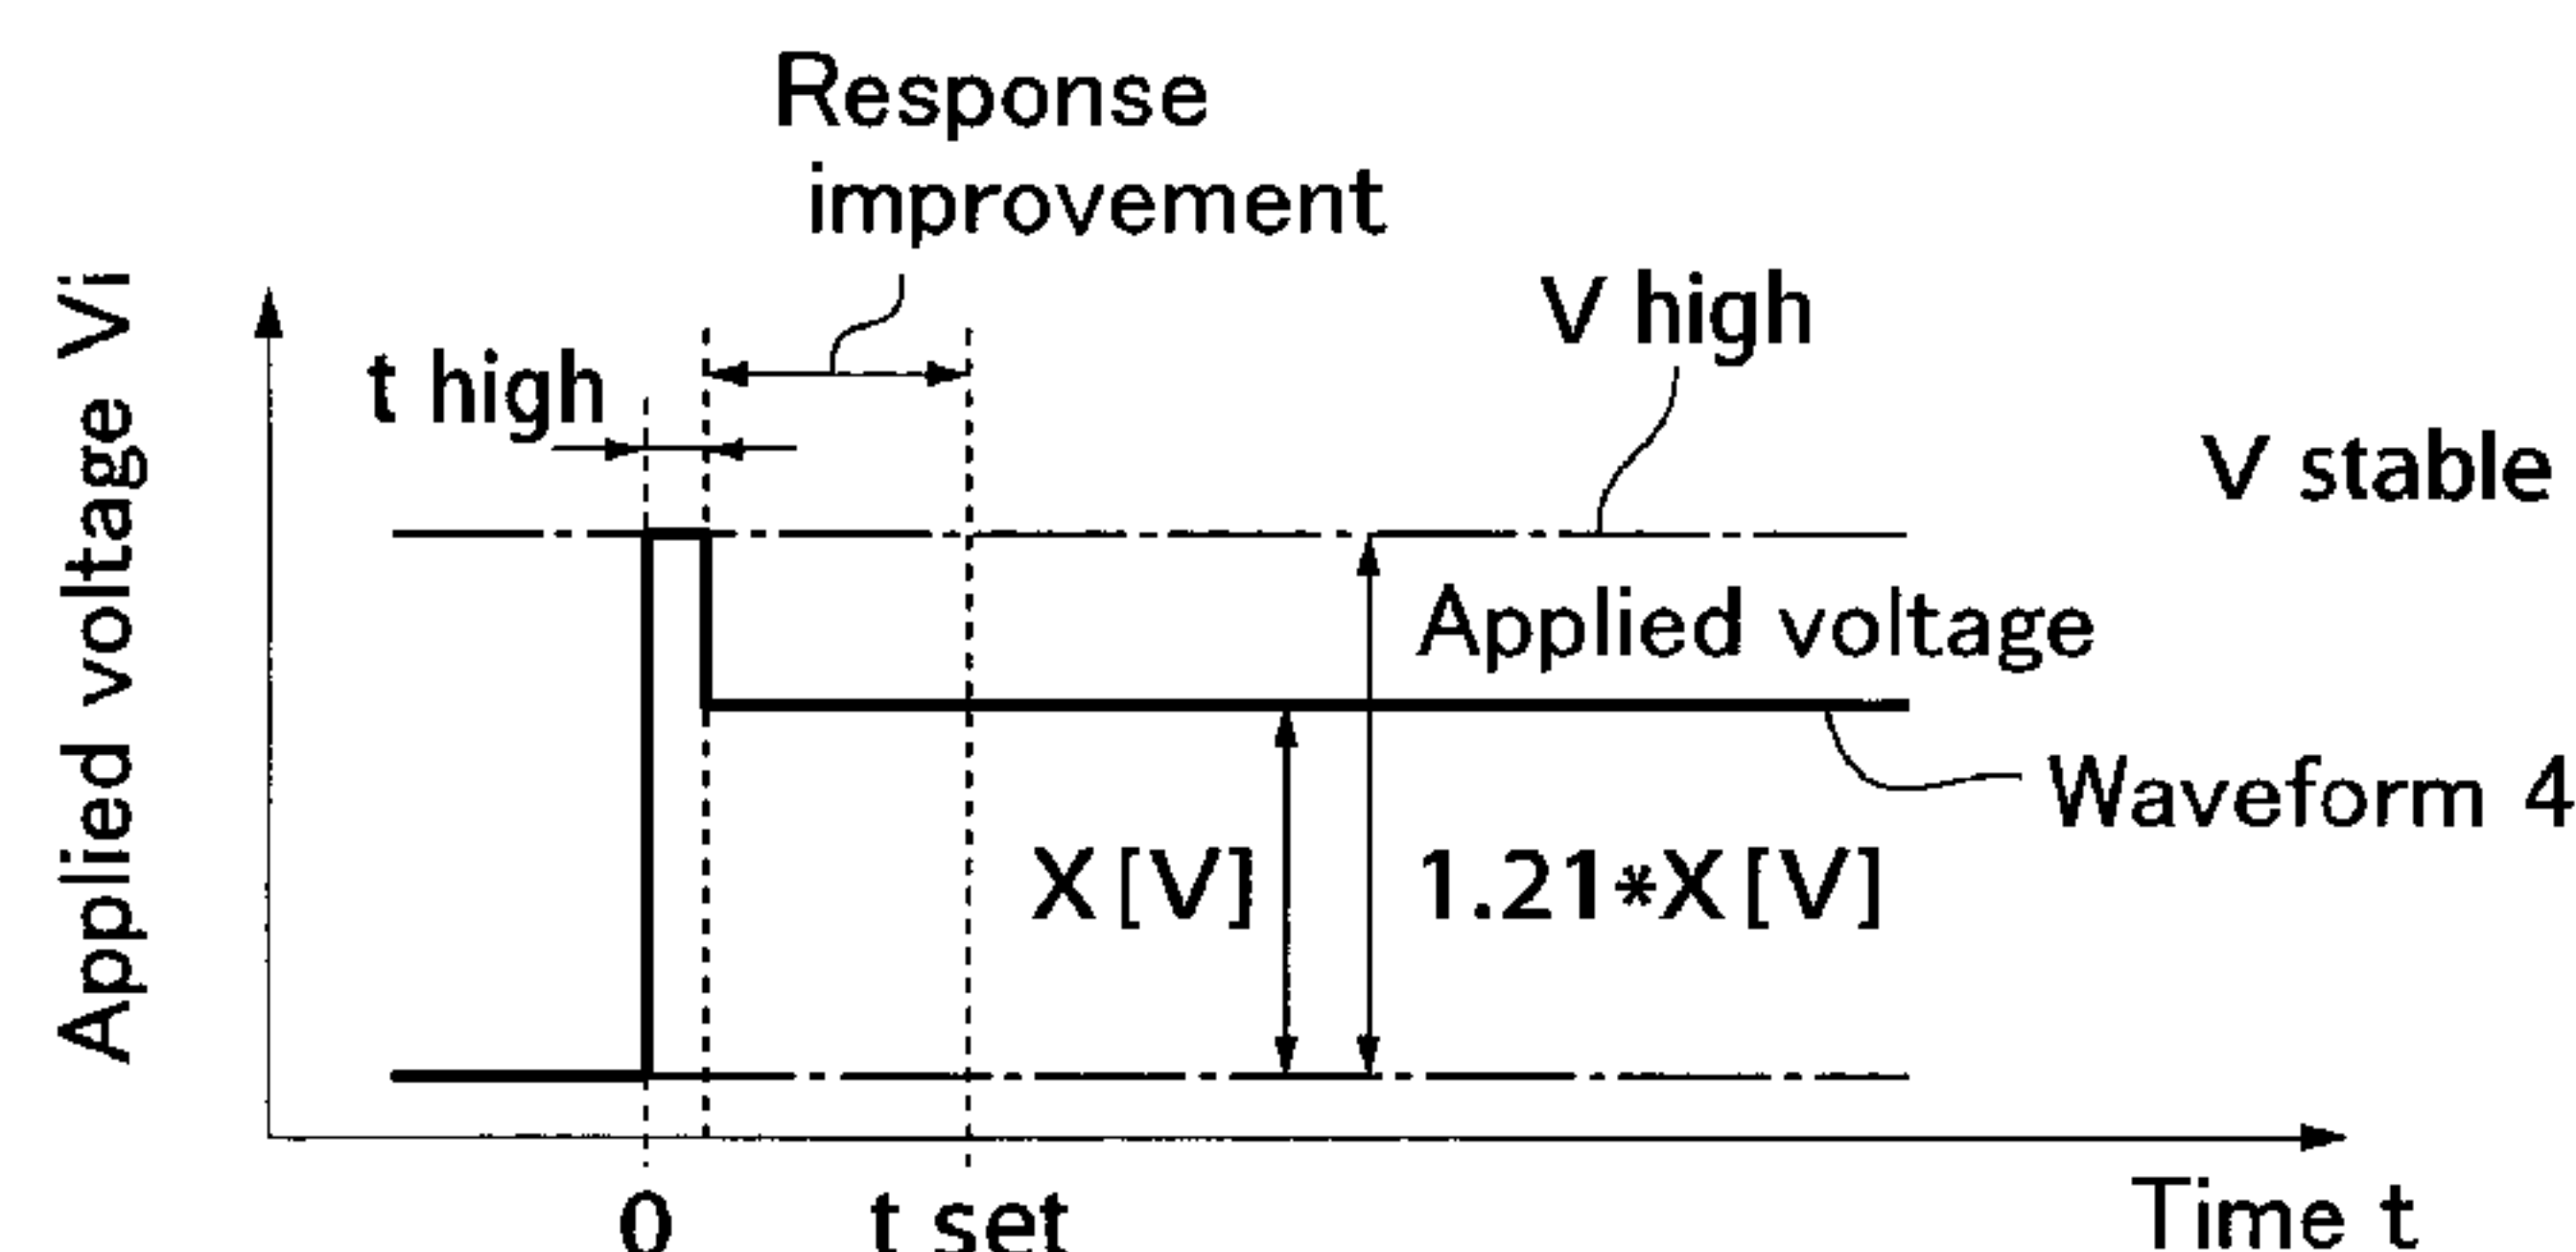 Response
improvement
Applied voltage Vi
t high
V high
V stable
Applied voltage
Waveform 4
X[V]
1.21*X[V]
0
t set
Time t